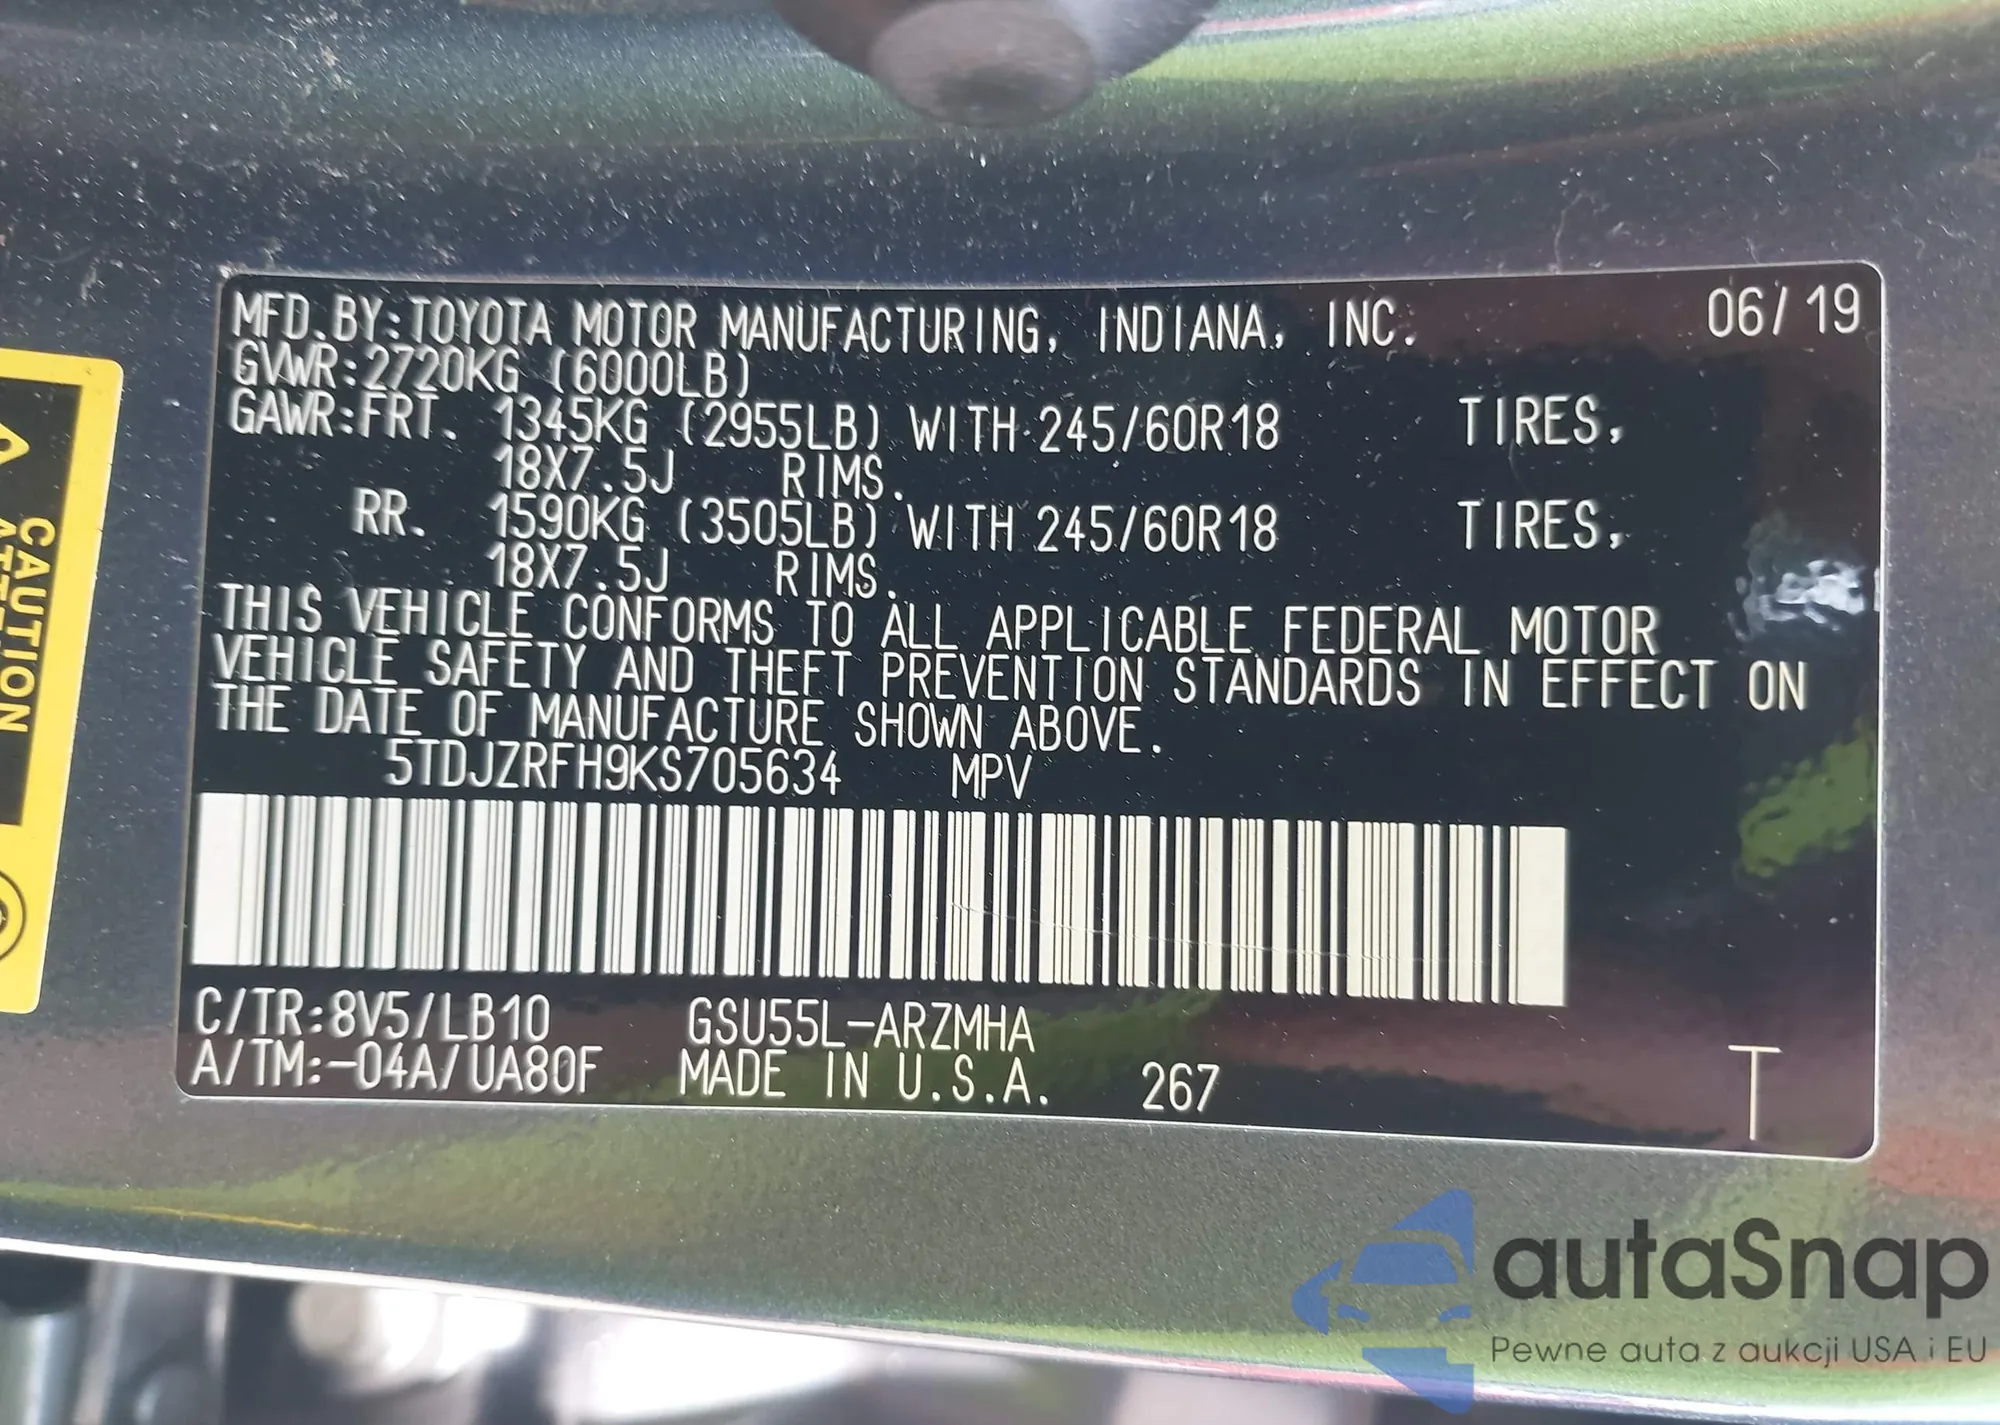 MFD.BY:TOYOTA MOTOR MANUFACTURING, INDIANA, INC. 06/19
GVWR:2720KG (6000LB)
GAWR:FRT. 1345KG (2955LB) WITH 245/60R18 TIRES,
18X7.5J RIMS.
RR. 1590KG (3505LB) WITH 245/60R18 TIRES,
18X7.5J RIMS.
THIS VEHICLE CONFORMS TO ALL APPLICABLE FEDERAL MOTOR
VEHICLE SAFETY AND THEFT PREVENTION STANDARDS IN EFFECT ON
THE DATE OF MANUFACTURE SHOWN ABOVE.
5TDJZRFH9KS705634 MPV
C/TR:8V5/LB10 GSU55L-ARZMHA
A/TM:-04A/UA80F MADE IN U.S.A. 267 T
CAUTION
autaSnap
Pewne auta z aukcji USA i EU